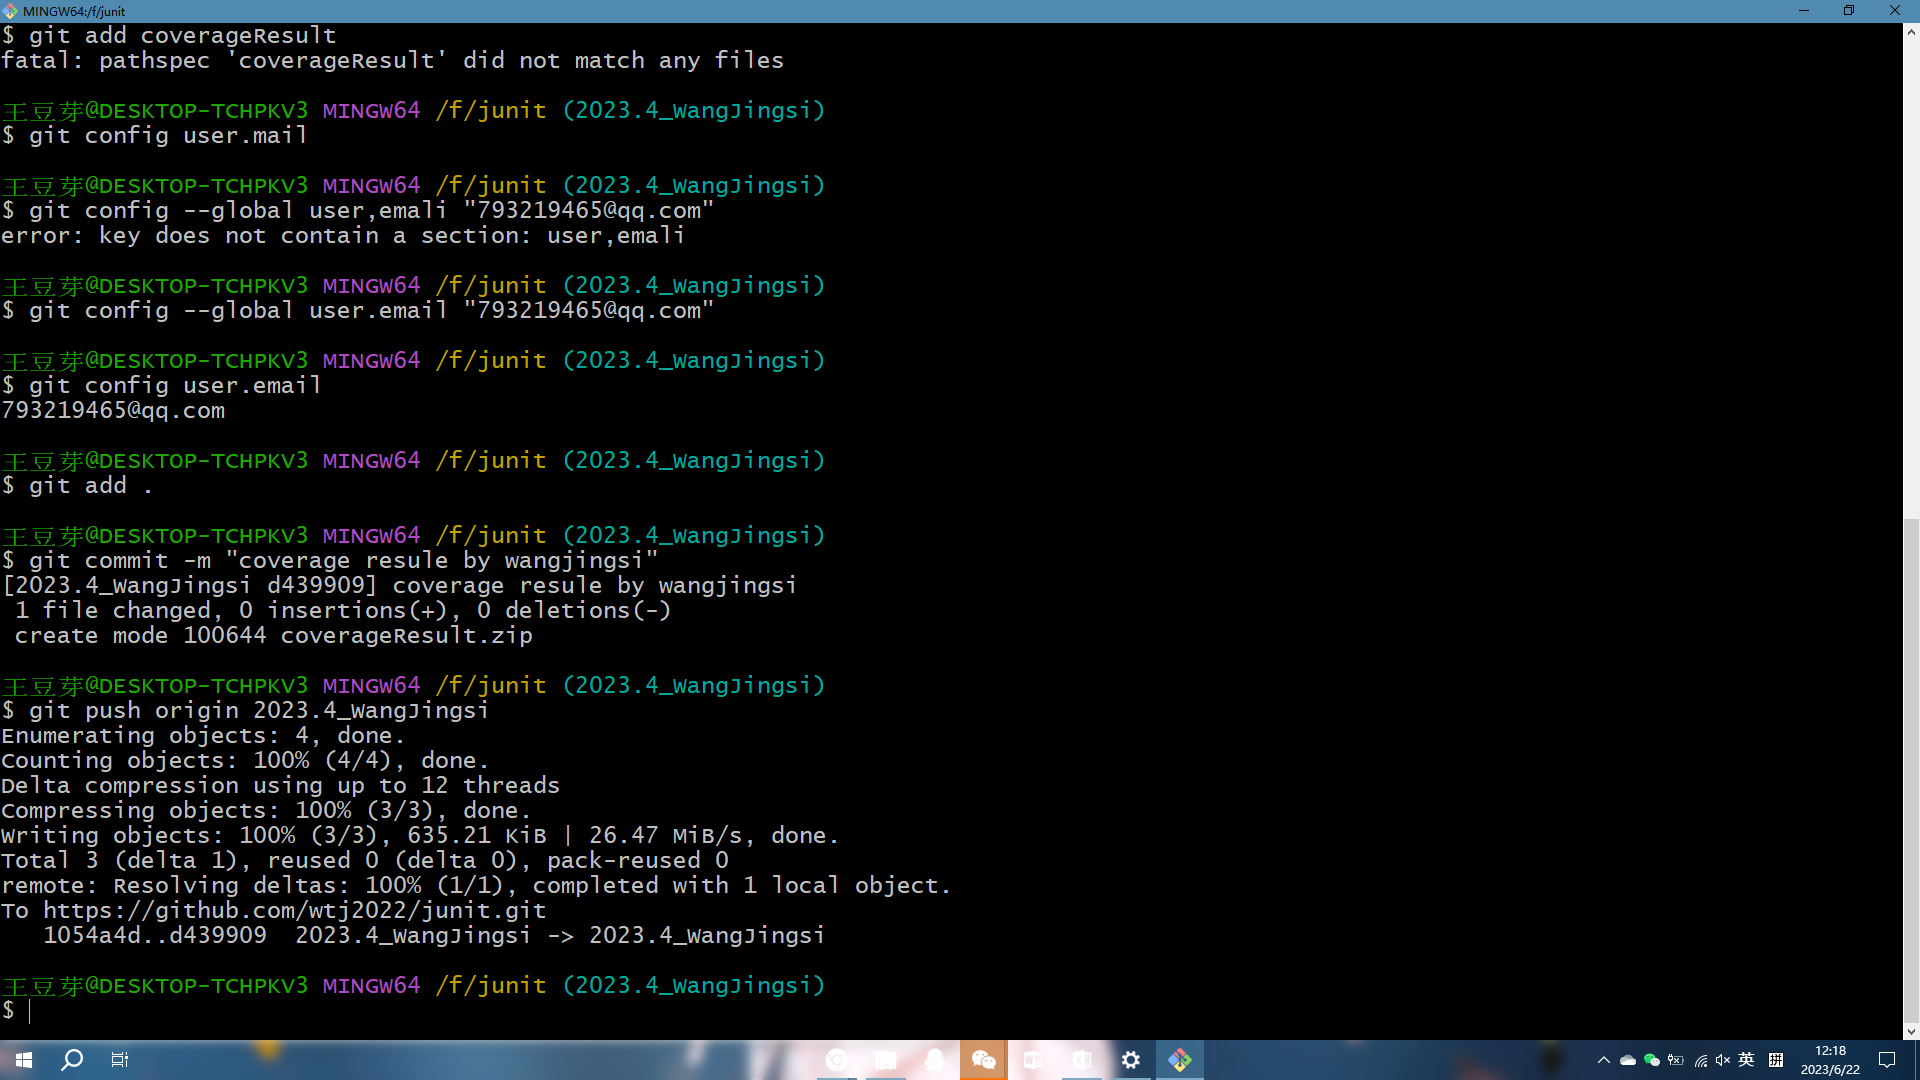 MINGW64:/f/junit
$ git add coverageResult
fatal: pathspec 'coverageResult' did not match any files
王豆芽@DESKTOP-TCHPKV3 MINGW64 /f/junit (2023.4_WangJingsi)
$ git config user.mail
王豆芽@DESKTOP-TCHPKV3 MINGW64 /f/junit (2023.4_WangJingsi)
$ git config --global user,emali "793219465@qq.com"
error: key does not contain a section: user,emali
王豆芽@DESKTOP-TCHPKV3 MINGW64 /f/junit (2023.4_WangJingsi)
$ git config --global user.email "793219465@qq.com"
王豆芽@DESKTOP-TCHPKV3 MINGW64 /f/junit (2023.4_WangJingsi)
$ git config user.email
793219465@qq.com
王豆芽@DESKTOP-TCHPKV3 MINGW64 /f/junit (2023.4_WangJingsi)
$ git add .
王豆芽@DESKTOP-TCHPKV3 MINGW64 /f/junit (2023.4_WangJingsi)
$ git commit -m "coverage resule by wangjingsi"
[2023.4_WangJingsi d439909] coverage resule by wangjingsi
1 file changed, 0 insertions(+), 0 deletions(-)
create mode 100644 coverageResult.zip
王豆芽@DESKTOP-TCHPKV3 MINGW64 /f/junit (2023.4_WangJingsi)
$ git push origin 2023.4_WangJingsi
Enumerating objects: 4, done.
Counting objects: 100% (4/4), done.
Delta compression using up to 12 threads
Compressing objects: 100% (3/3), done.
Writing objects: 100% (3/3), 635.21 KiB | 26.47 MiB/s, done.
Total 3 (delta 1), reused 0 (delta 0), pack-reused 0
remote: Resolving deltas: 100% (1/1), completed with 1 local object.
To https://github.com/wtj2022/junit.git
1054a4d..d439909  2023.4_WangJingsi -> 2023.4_WangJingsi
王豆芽@DESKTOP-TCHPKV3 MINGW64 /f/junit (2023.4_WangJingsi)
$
英 拼
12:18
2023/6/22